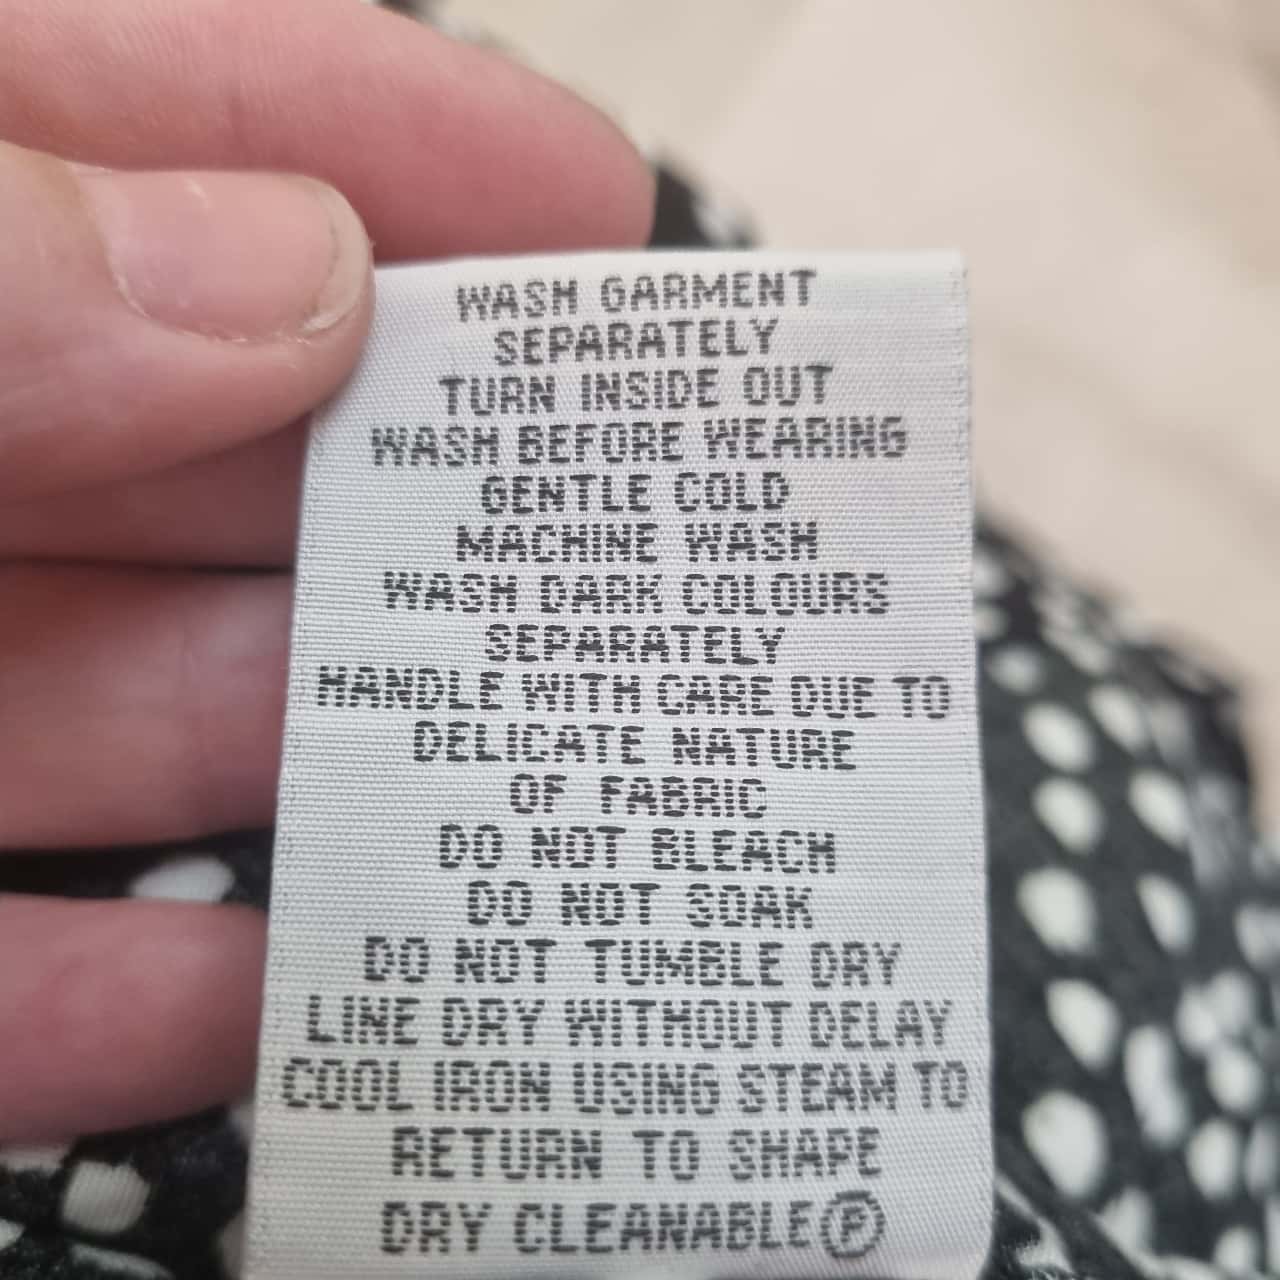 WASH GARMENT
SEPARATELY
TURN INSIDE OUT
WASH BEFORE WEARING
GENTLE COLD
MACHINE WASH
WASH DARK COLOURS
SEPARATELY
HANDLE WITH CARE DUE TO
DELICATE NATURE
OF FABRIC
DO NOT BLEACH
DO NOT SOAK
DO NOT TUMBLE DRY
LINE DRY WITHOUT DELAY
COOL IRON USING STEAM TO
RETURN TO SHAPE
DRY CLEANABLE Ⓟ